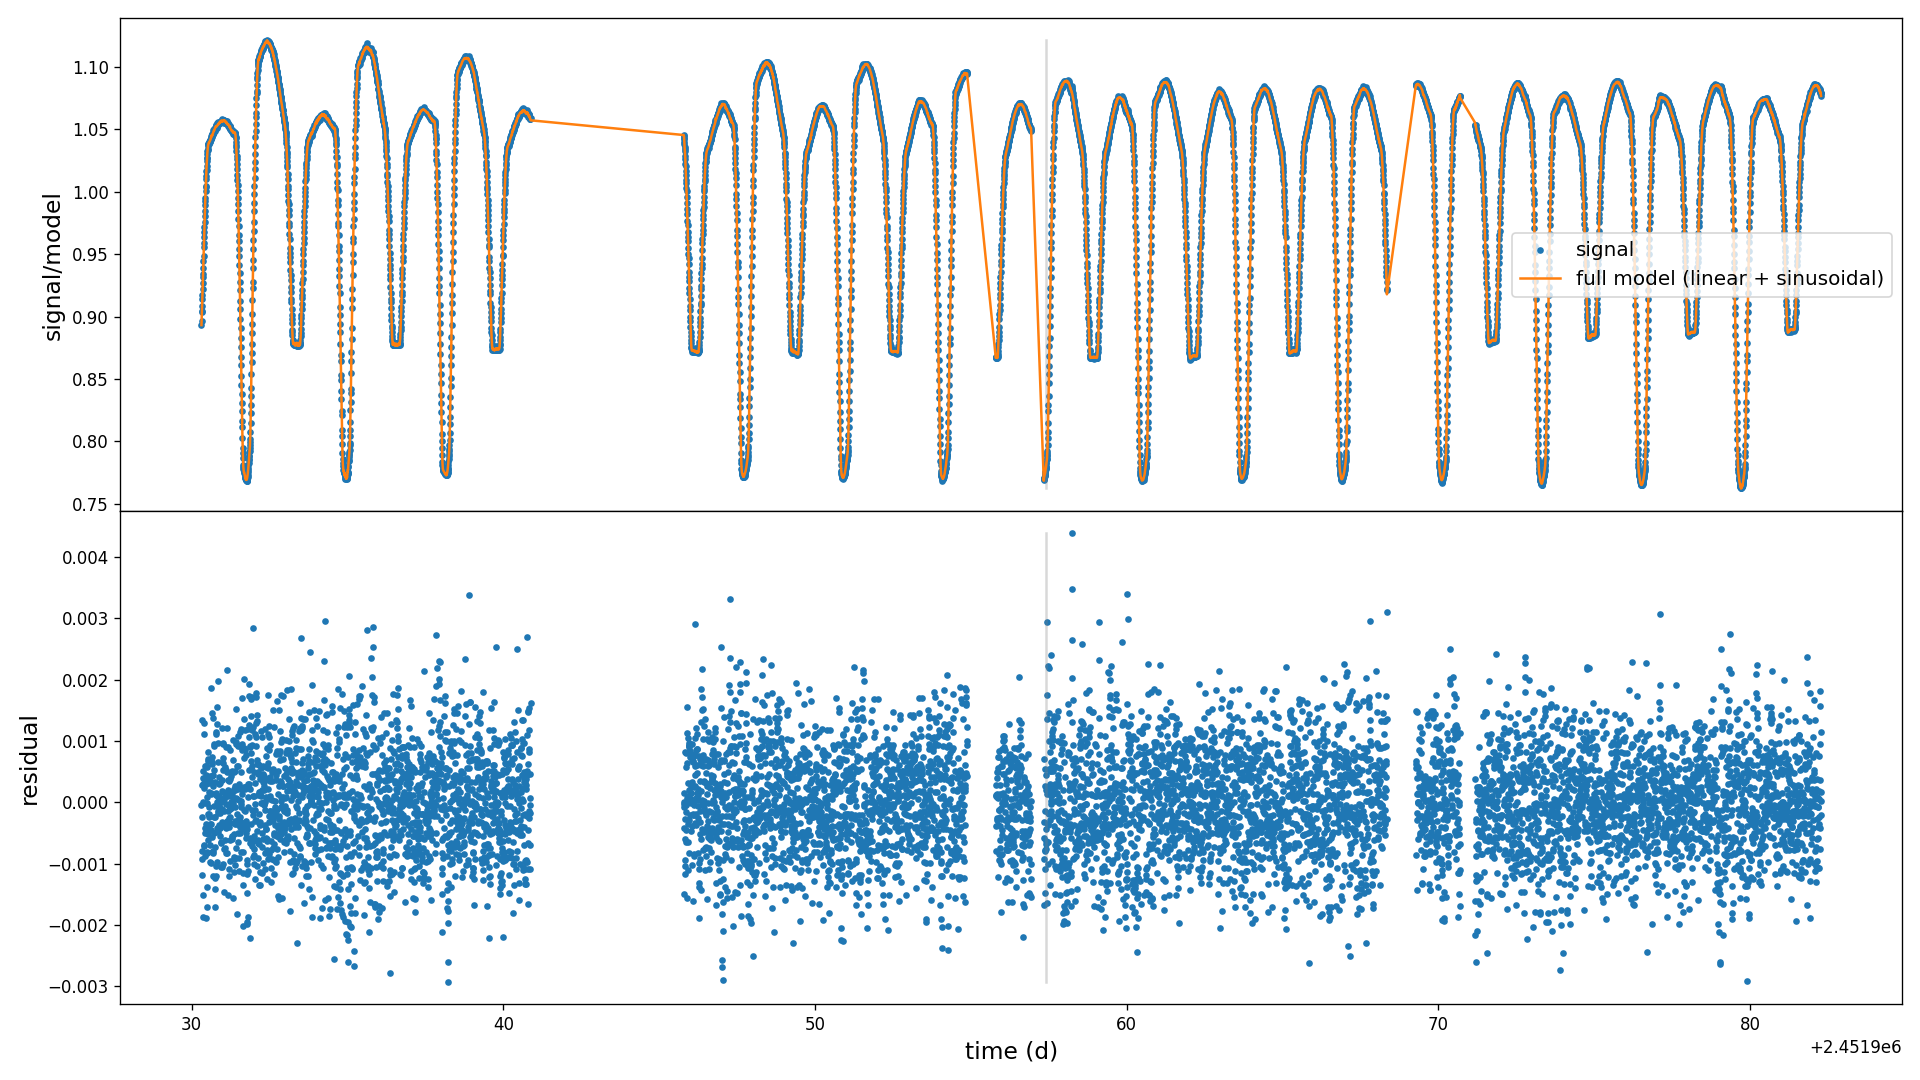 signal/model
1.10
1.05
1.00
0.95
0.90
0.85
0.80
0.75
signal
full model (linear + sinusoidal)
residual
0.004
0.003
0.002
0.001
0.000
−0.001
−0.002
−0.003
30 40 50 60 70 80
time (d)
+2.4519e6